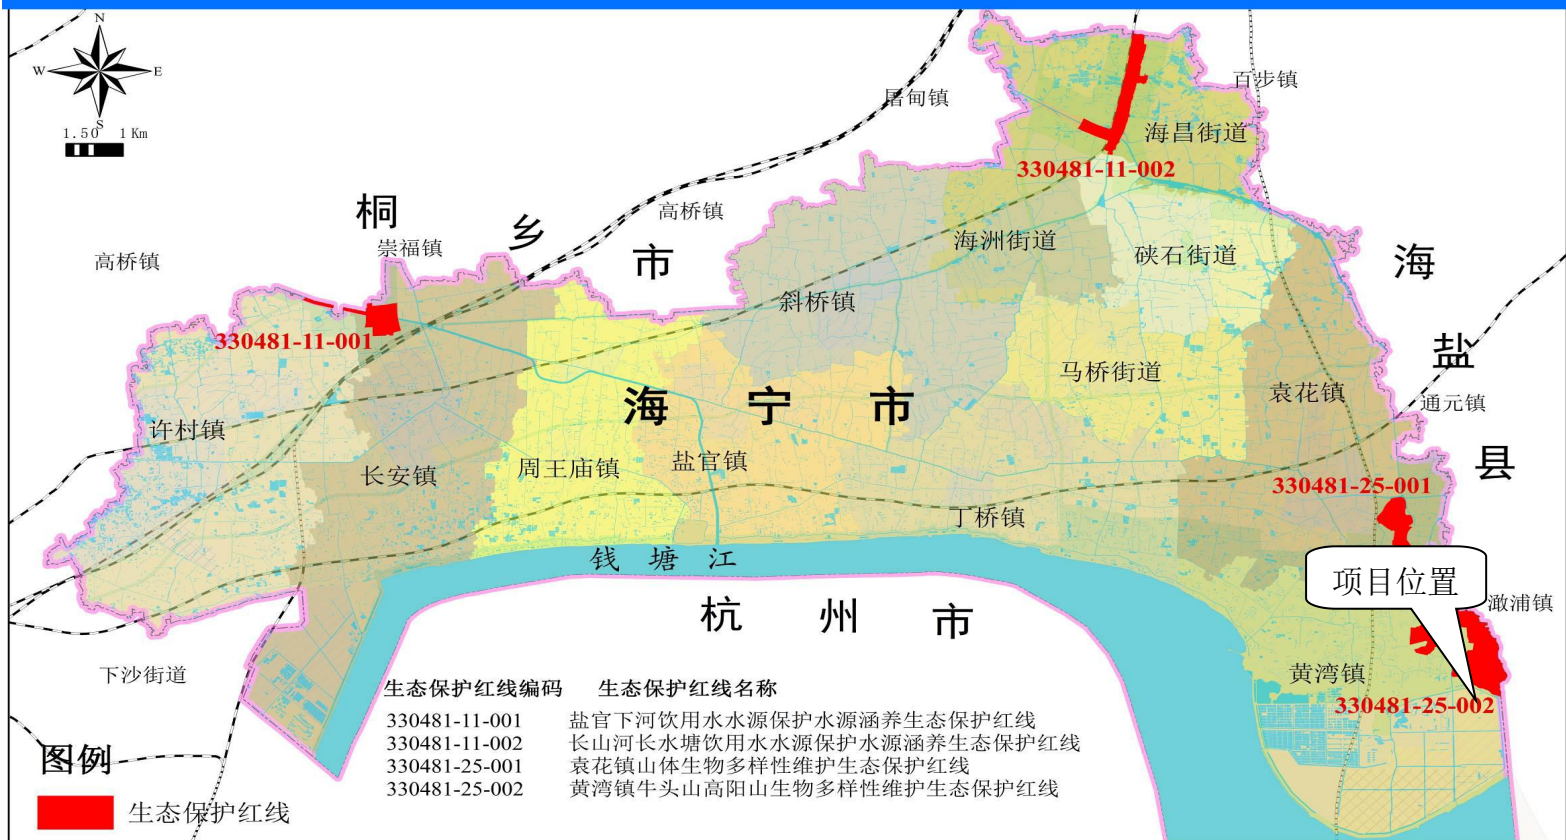 N
W
E
S
1.50 1Km
屠甸镇
百步镇
海昌街道
330481-11-002
桐
乡
市
高桥镇
崇福镇
高桥镇
海洲街道
硖石街道
海
盐
县
斜桥镇
330481-11-001
海宁市
马桥街道
袁花镇
通元镇
许村镇
长安镇
周王庙镇
盐官镇
丁桥镇
330481-25-001
钱塘江
项目位置
杭州市
澉浦镇
下沙街道
黄湾镇
330481-25-002
生态保护红线编码 生态保护红线名称
330481-11-001 盐官下河饮用水水源保护水源涵养生态保护红线
330481-11-002 长山河长水塘饮用水水源保护水源涵养生态保护红线
330481-25-001 袁花镇山体生物多样性维护生态保护红线
330481-25-002 黄湾镇牛头山高阳山生物多样性维护生态保护红线
图例
生态保护红线